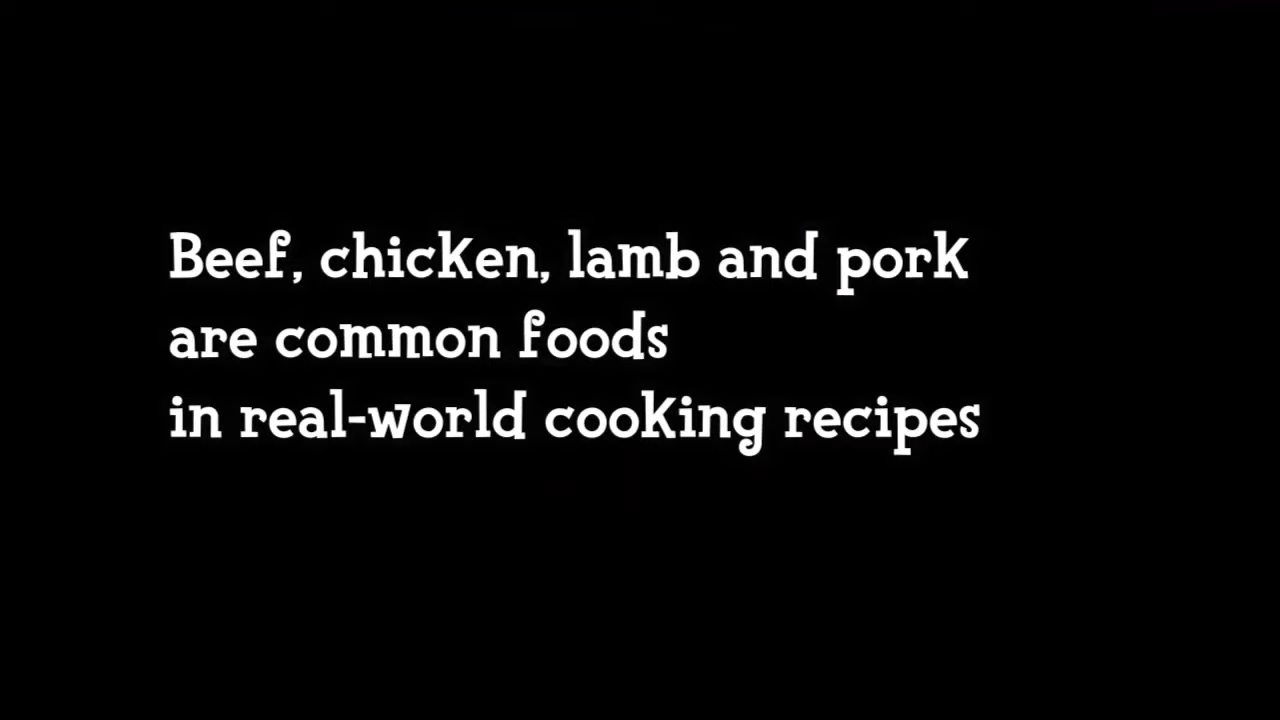 Beef, chicken, lamb and pork
are common foods
in real-world cooking recipes